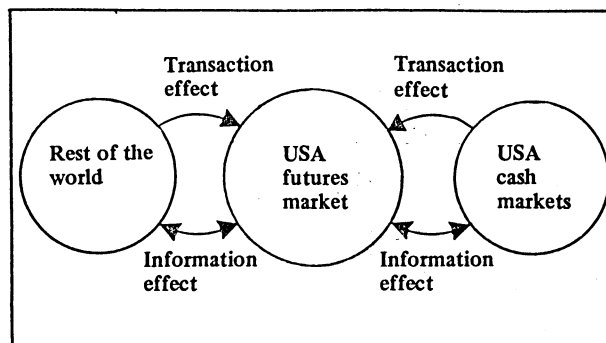 Transaction
effect
Transaction
effect
Rest of the
world
USA
futures
market
USA
cash
markets
Information
effect
Information
effect